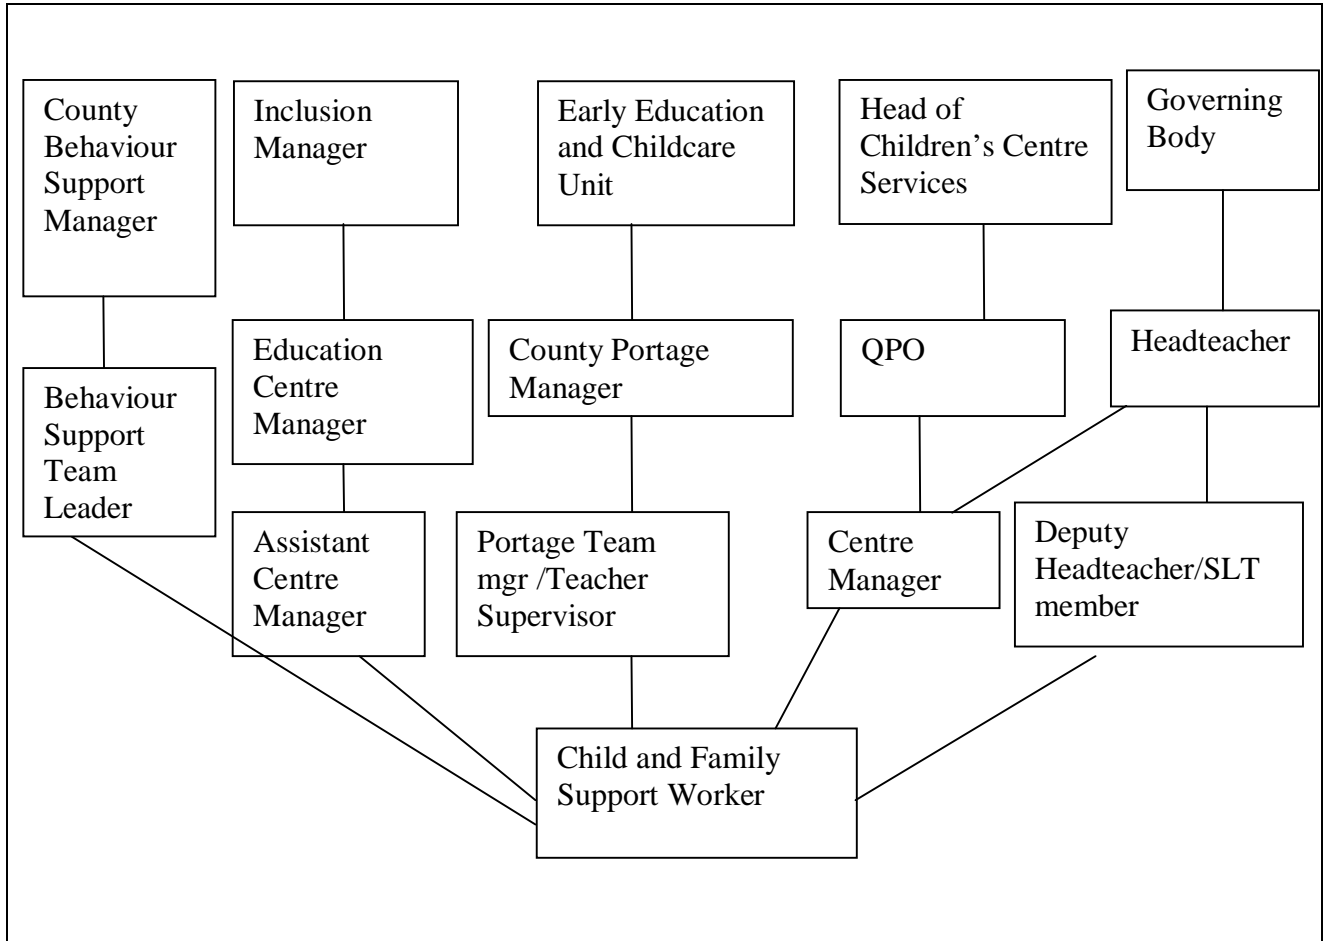 County
Behaviour
Support
Manager
Inclusion
Manager
Early Education
and Childcare
Unit
Head of
Children’s Centre
Services
Governing
Body
Education
Centre
Manager
County Portage
Manager
QPO
Headteacher
Behaviour
Support
Team
Leader
Assistant
Centre
Manager
Portage Team
mgr /Teacher
Supervisor
Centre
Manager
Deputy
Headteacher/SLT
member
Child and Family
Support Worker